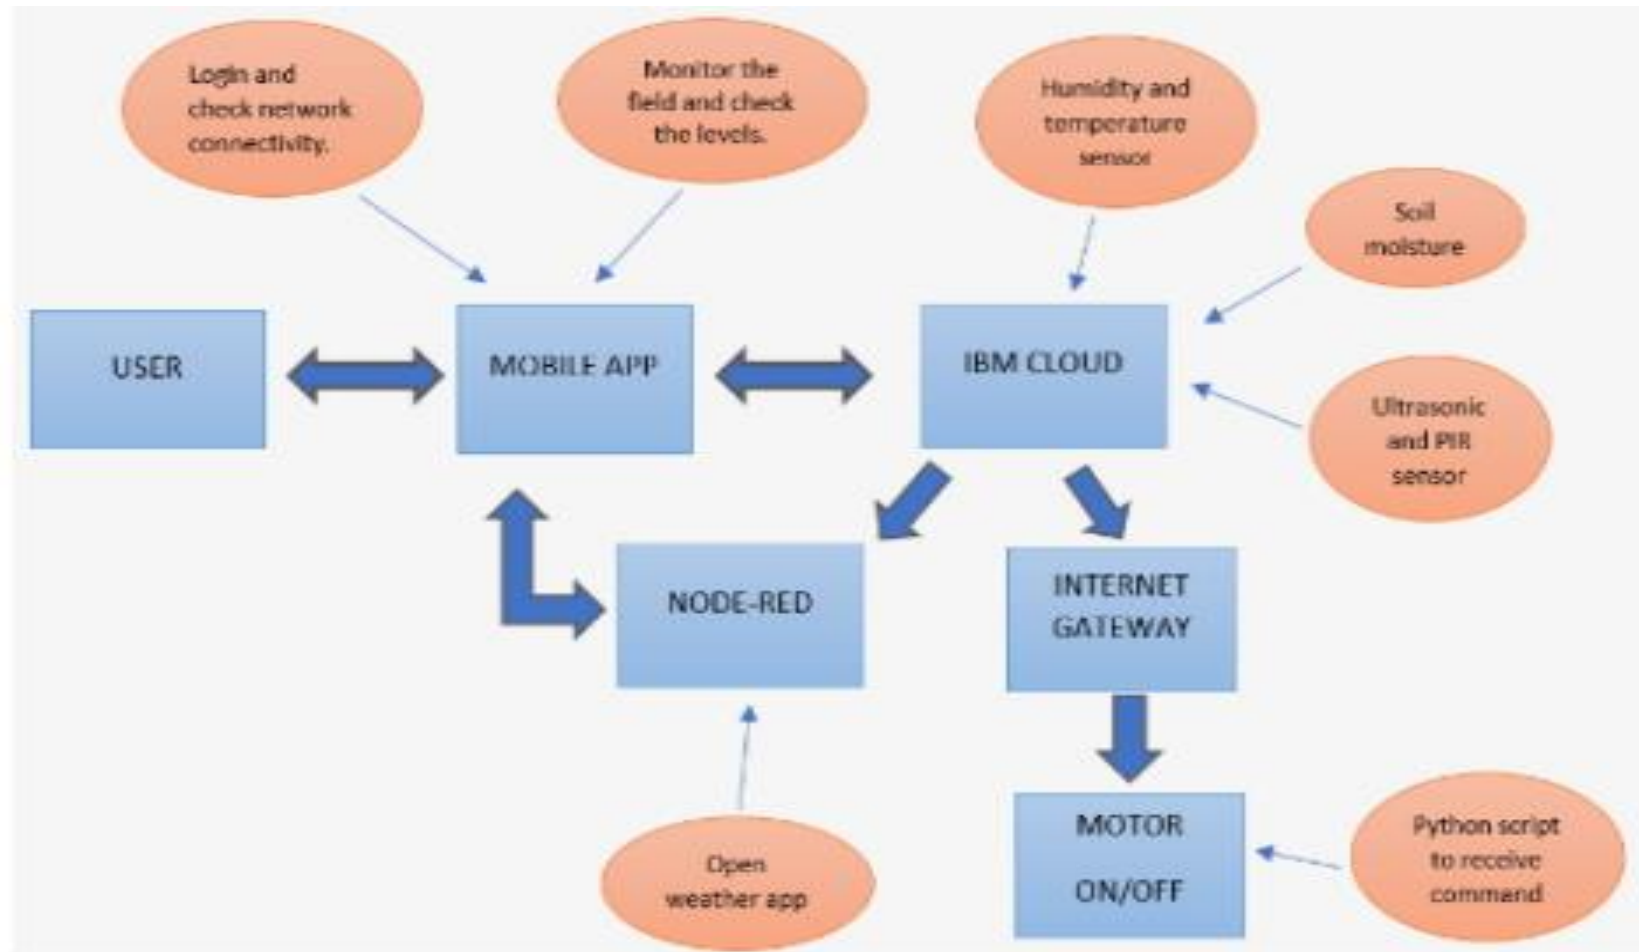 Login and
check network
connectivity.
Monitor the
field and check
the levels.
Humidity and
temperature
sensor
Soil
moisture
USER
MOBILE APP
IBM CLOUD
Ultrasonic
and PIR
sensor
NODE-RED
INTERNET
GATEWAY
MOTOR
ON/OFF
Open
weather app
Python script
to receive
command